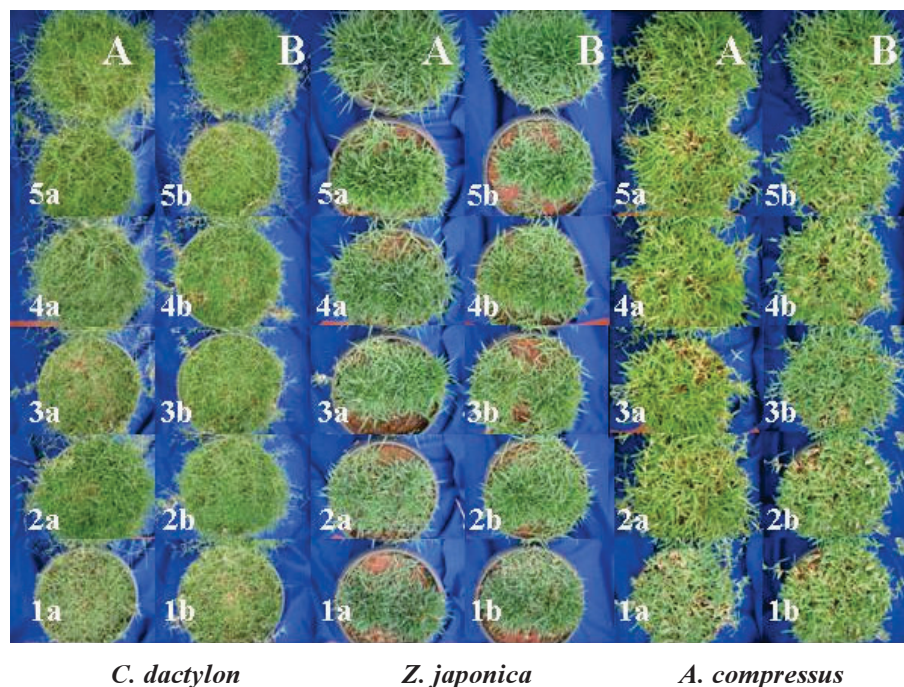 A B A B A B
5a 5b 5a 5b 5a 5b
4a 4b 4a 4b 4a 4b
3a 3b 3a 3b 3a 3b
2a 2b 2a 2b 2a 2b
1a 1b 1a 1b 1a 1b
C. dactylon Z. japonica A. compressus